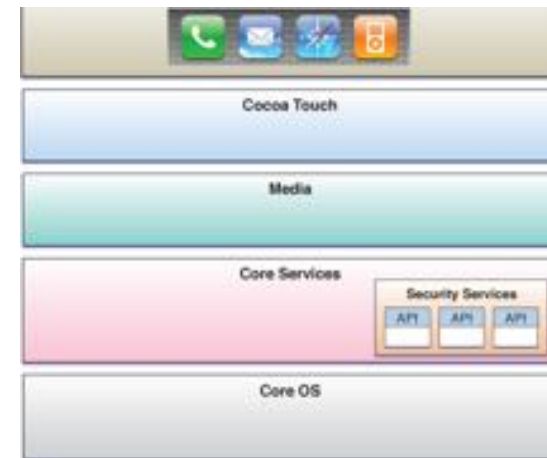 Cocoa Touch
Media
Core Services
Security Services
API API API
Core OS